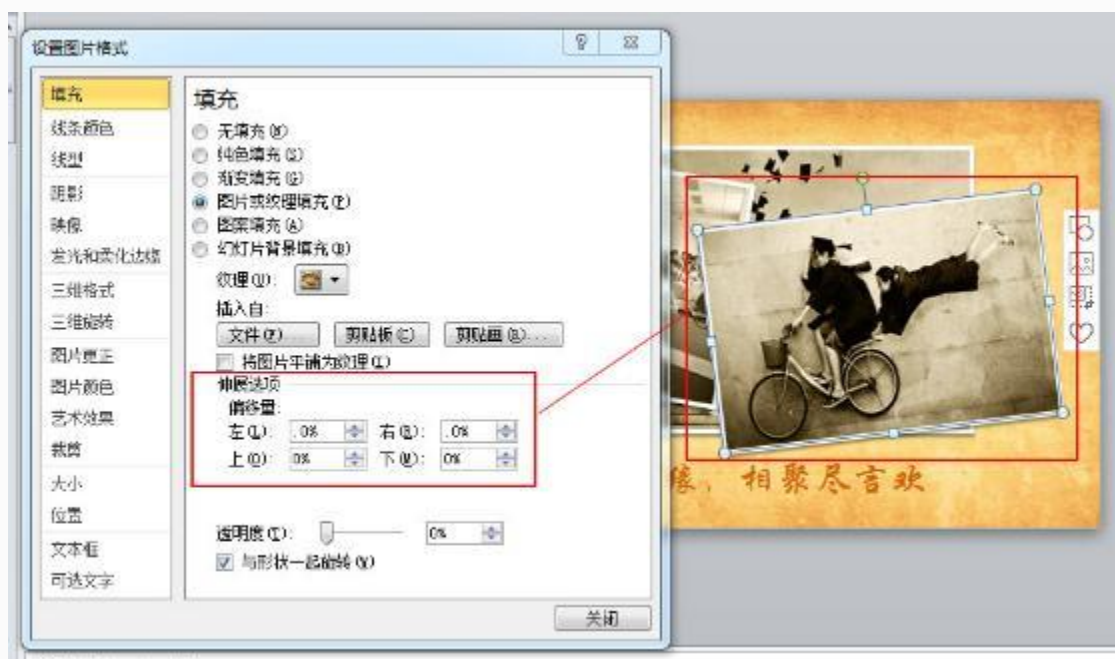 设置图片格式
填充
线条颜色
线型
阴影
映像
发光和柔化边缘
三维格式
三维旋转
图片更正
图片颜色
艺术效果
裁剪
大小
位置
文本框
可选文字
填充
无填充(N)
纯色填充(S)
渐变填充(G)
图片或纹理填充(P)
图案填充(A)
幻灯片背景填充(B)
纹理(U):
插入自:
文件(F)... 剪贴板(C) 剪贴画(R)...
将图片平铺为纹理(I)
伸展选项
偏移量:
左(L): .0% 右(R): .0%
上(O): 0% 下(M): 0%
透明度(T): 0%
与形状一起旋转(W)
关闭
缘，相聚尽言欢